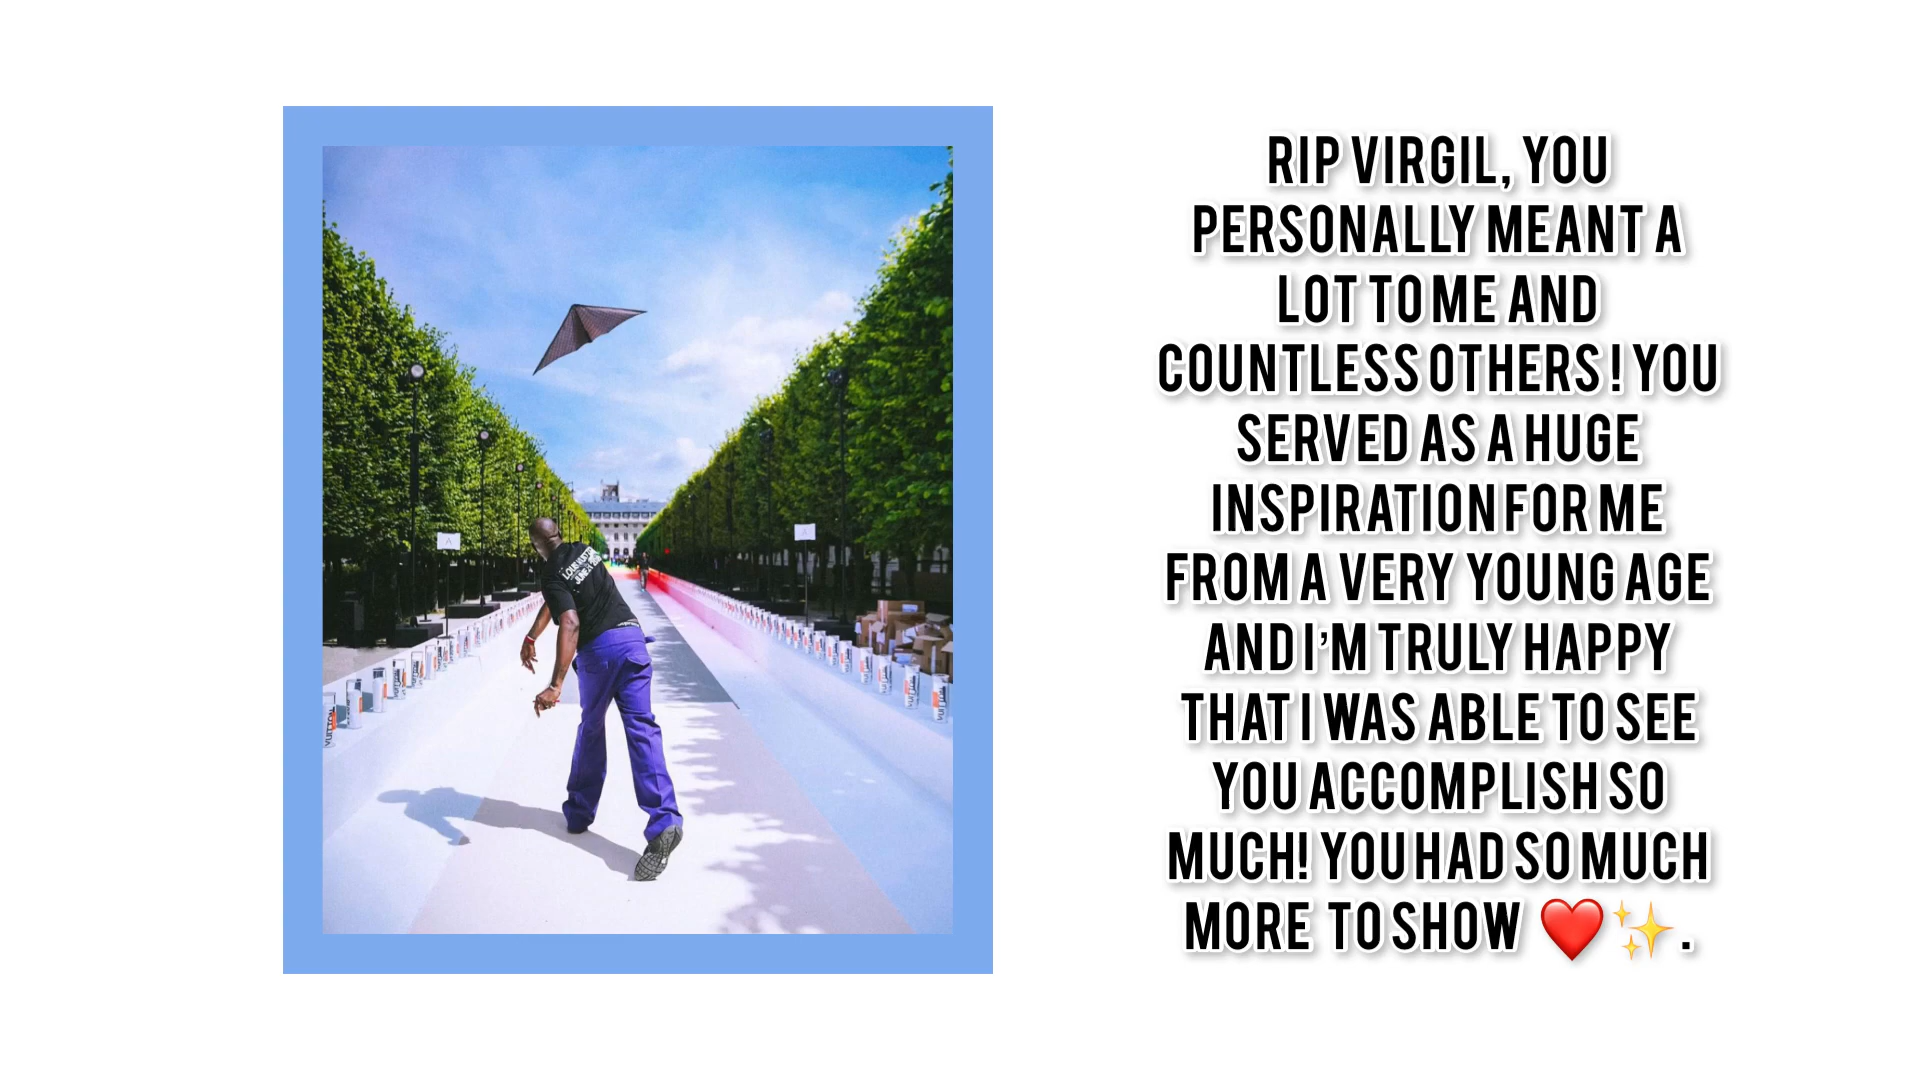 RIP VIRGIL, YOU
PERSONALLY MEANT A
LOT TO ME AND
COUNTLESS OTHERS ! YOU
SERVED AS A HUGE
INSPIRATION FOR ME
FROM A VERY YOUNG AGE
AND I’M TRULY HAPPY
THAT I WAS ABLE TO SEE
YOU ACCOMPLISH SO
MUCH! YOU HAD SO MUCH
MORE TO SHOW ❤️✨.
A
VUITTON
VUITTON